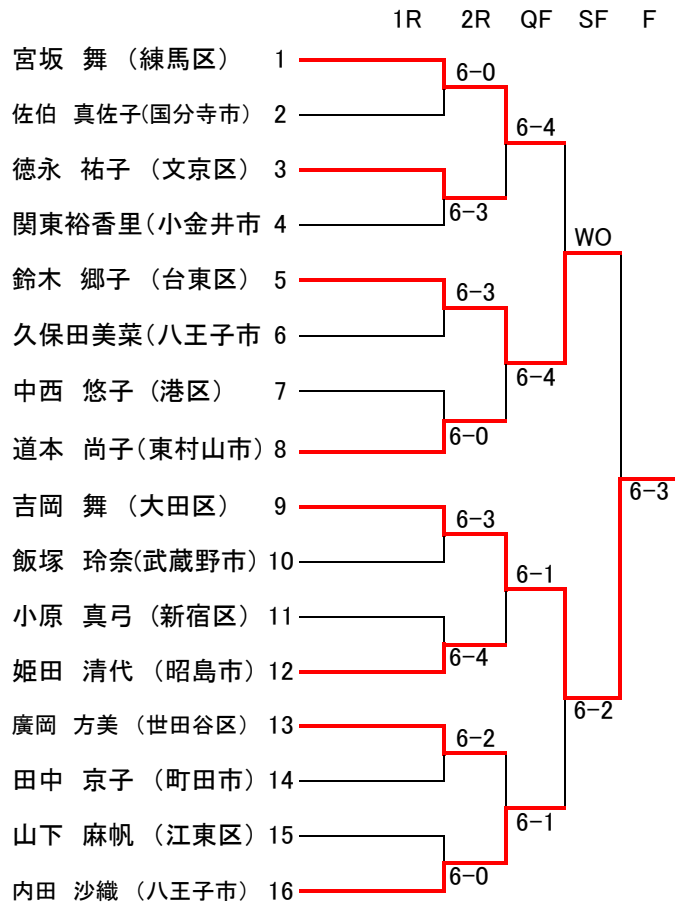 1R 2R QF SF F
宮坂 舞 （練馬区） 1
6-0
佐伯 真佐子(国分寺市) 2
6-4
徳永 祐子 （文京区） 3
6-3
関東裕香里(小金井市 4
WO
鈴木 郷子 （台東区） 5
6-3
久保田美菜(八王子市 6
6-4
中西 悠子 （港区） 7
6-0
道本 尚子(東村山市) 8
6-3
吉岡 舞 （大田区） 9
6-3
飯塚 玲奈(武蔵野市) 10
6-1
小原 真弓 （新宿区） 11
6-4
姫田 清代 （昭島市） 12
6-2
廣岡 方美 （世田谷区） 13
6-2
田中 京子 （町田市） 14
6-1
山下 麻帆 （江東区） 15
6-0
内田 沙織 （八王子市） 16